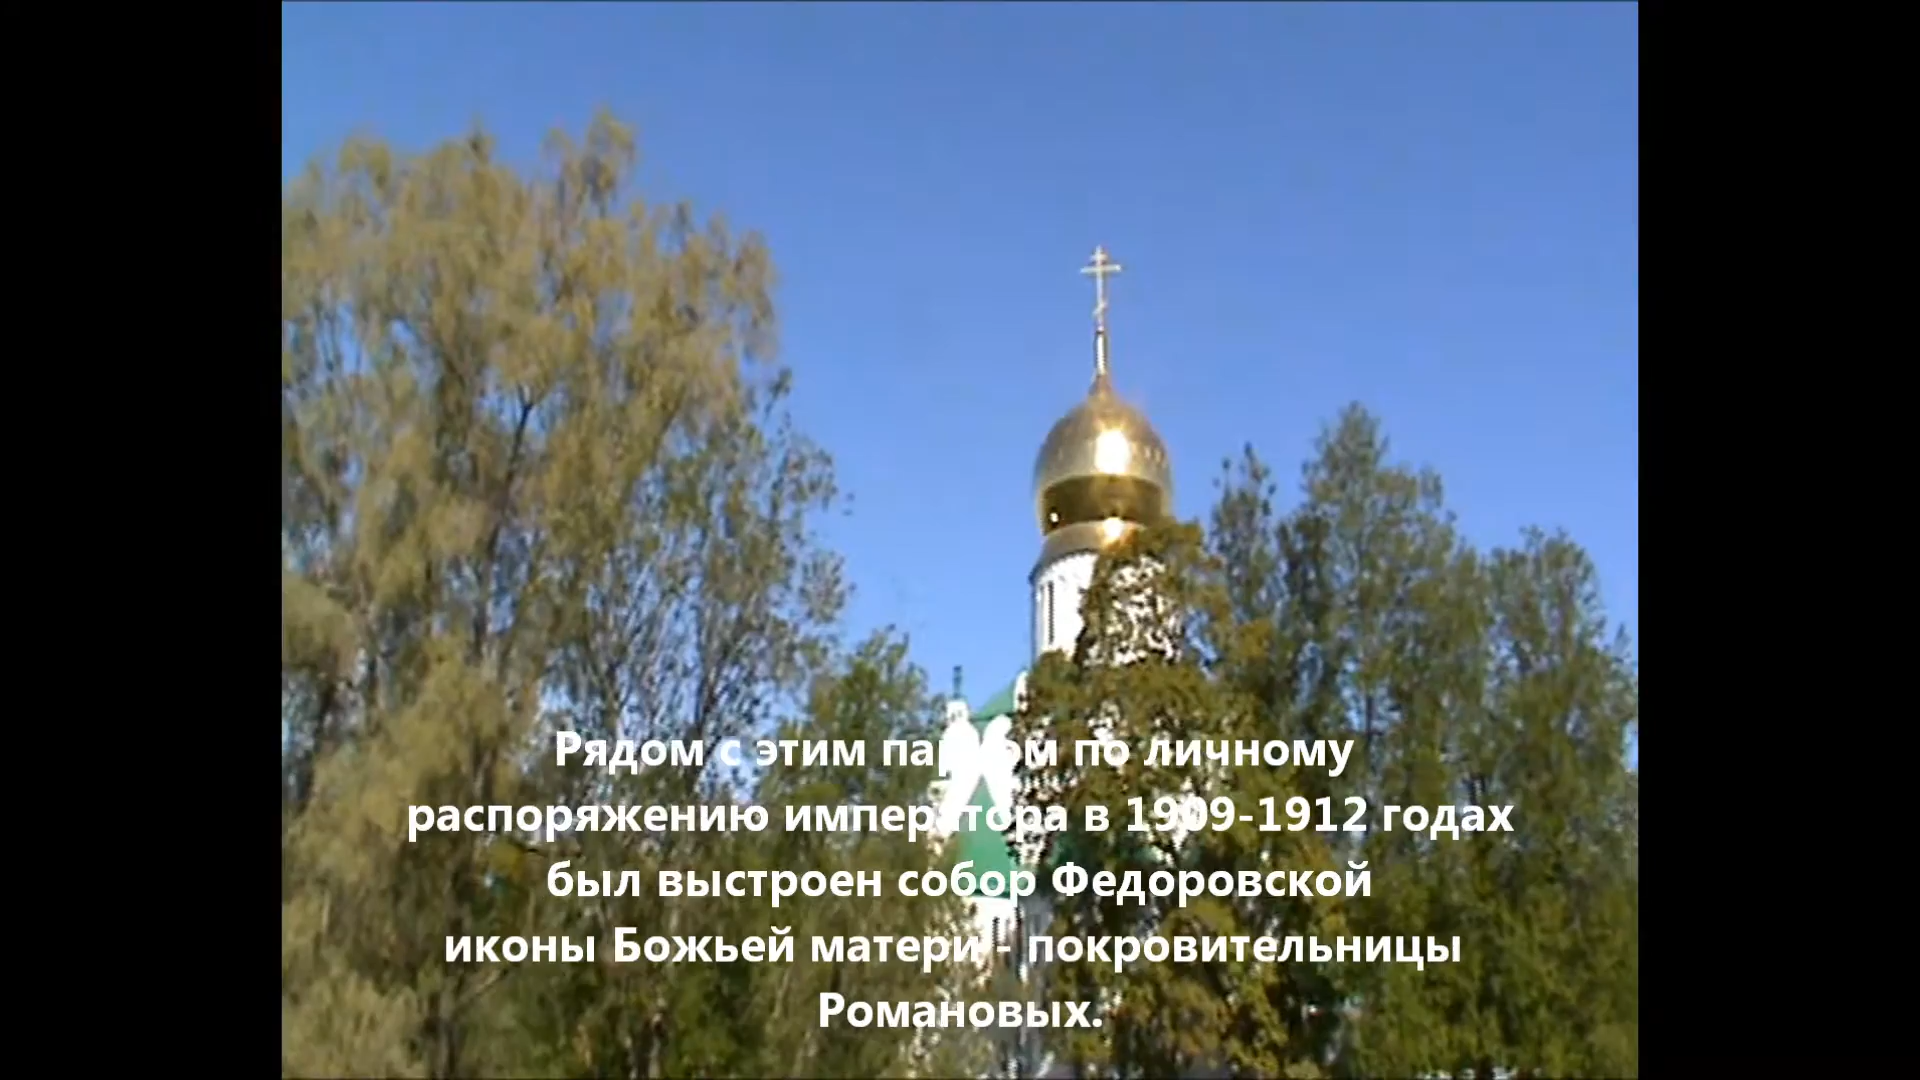 Рядом с этим парком по личному
распоряжению императора в 1909-1912 годах
был выстроен собор Федоровской
иконы Божьей матери - покровительницы
Романовых.